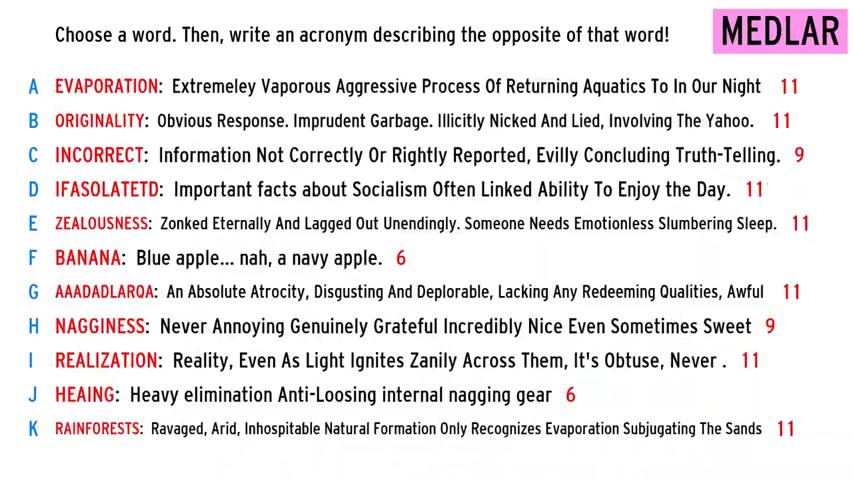 Choose a word. Then, write an acronym describing the opposite of that word!
MEDLAR
A EVAPORATION: Extremeley Vaporous Aggressive Process Of Returning Aquatics To In Our Night 11
B ORIGINALITY: Obvious Response. Imprudent Garbage. Illicitly Nicked And Lied, Involving The Yahoo. 11
C INCORRECT: Information Not Correctly Or Rightly Reported, Evilly Concluding Truth-Telling. 9
D IFASOLATETD: Important facts about Socialism Often Linked Ability To Enjoy the Day. 11
E ZEALOUSNESS: Zonked Eternally And Lagged Out Unendingly. Someone Needs Emotionless Slumbering Sleep. 11
F BANANA: Blue apple... nah, a navy apple. 6
G AAADADLARQA: An Absolute Atrocity, Disgusting And Deplorable, Lacking Any Redeeming Qualities, Awful 11
H NAGGINESS: Never Annoying Genuinely Grateful Incredibly Nice Even Sometimes Sweet 9
I REALIZATION: Reality, Even As Light Ignites Zanily Across Them, It's Obtuse, Never . 11
J HEAING: Heavy elimination Anti-Loosing internal nagging gear 6
K RAINFORESTS: Ravaged, Arid, Inhospitable Natural Formation Only Recognizes Evaporation Subjugating The Sands 11